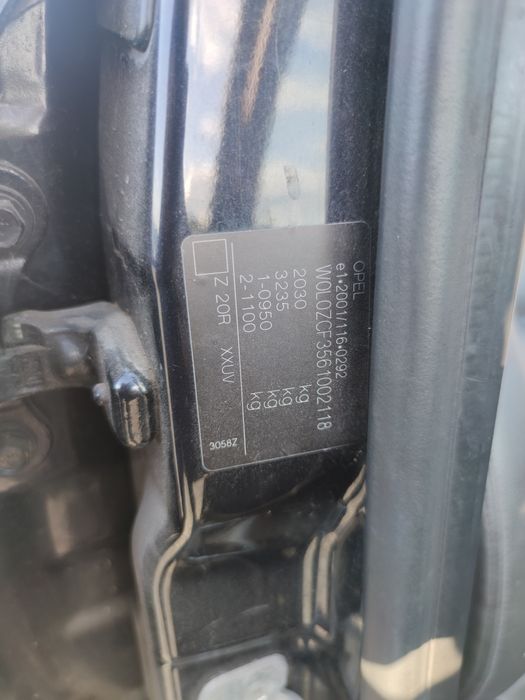 OPEL
e1*2001/116*0292
W0L0ZCF3561002118
2030 kg
3235 kg
1-0950 kg
2-1100 kg
Z 20R XXUV
3058Z